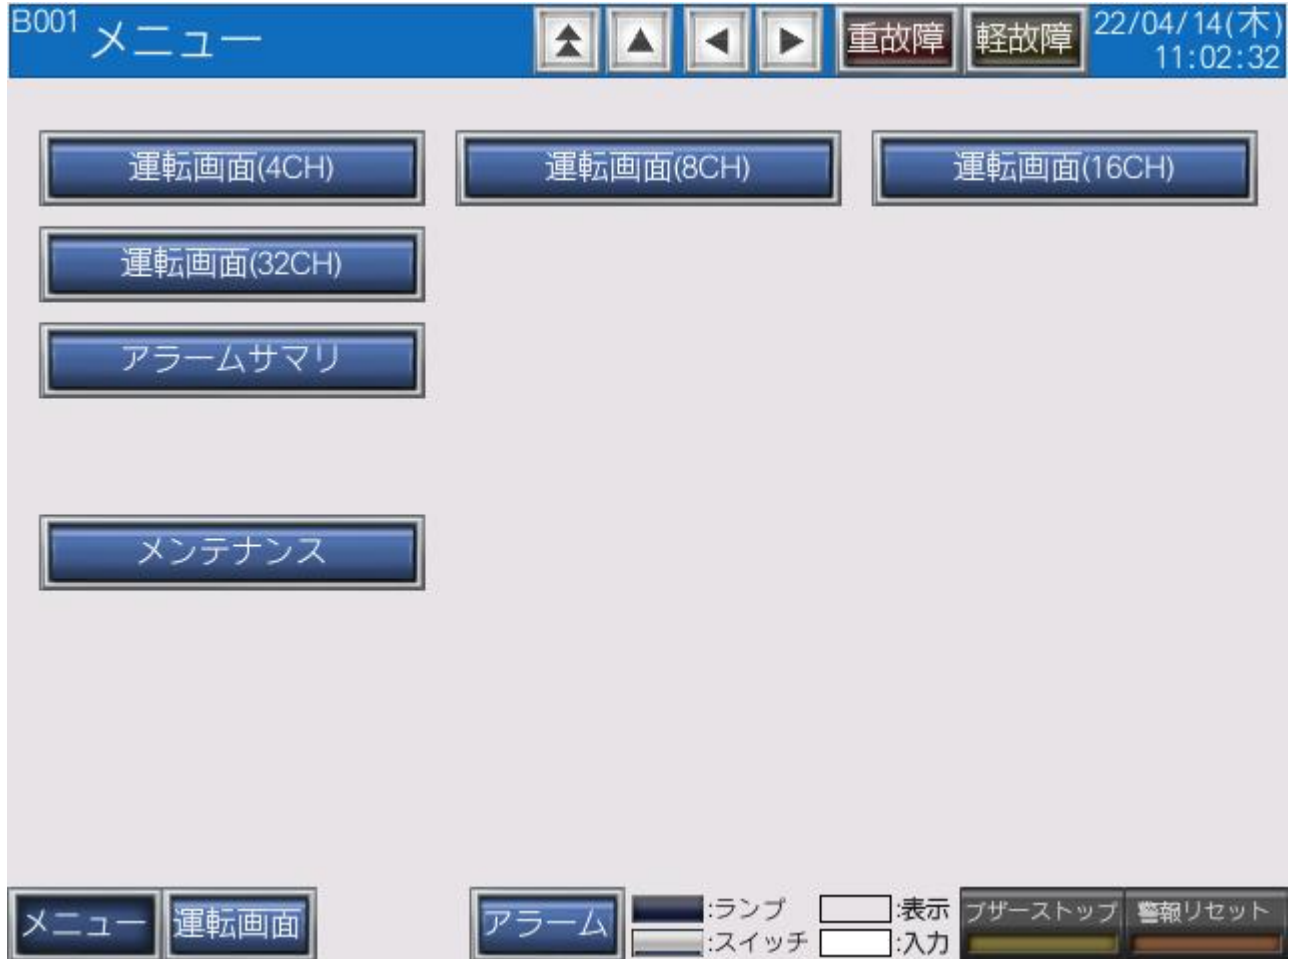 B001 メニュー 重故障 軽故障 22/04/14(木)
11:02:32
運転画面(4CH) 運転画面(8CH) 運転画面(16CH)
運転画面(32CH)
アラームサマリ
メンテナンス
メニュー 運転画面 アラーム :ランプ :表示 ブザーストップ 警報リセット
:スイッチ :入力